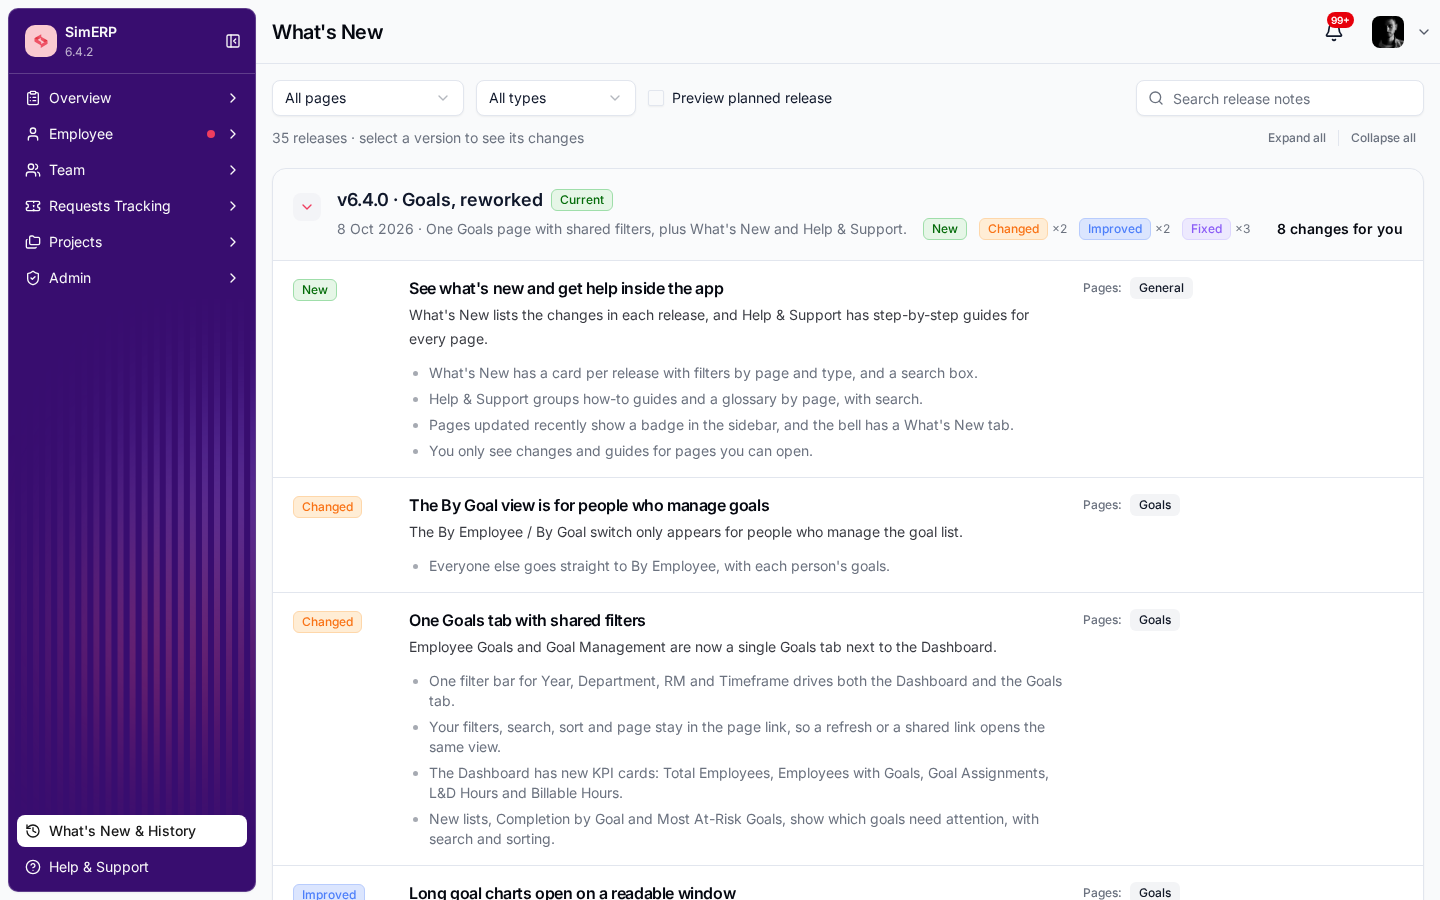 SimERP
6.4.2
Overview
Employee
Team
Requests Tracking
Projects
Admin
What's New & History
Help & Support
What's New
99+
All pages
All types
Preview planned release
Search release notes
35 releases · select a version to see its changes
Expand all
Collapse all
v6.4.0 · Goals, reworked
Current
8 Oct 2026 · One Goals page with shared filters, plus What's New and Help & Support.
New
Changed ×2
Improved ×2
Fixed ×3
8 changes for you
New
See what's new and get help inside the app
Pages: General
What's New lists the changes in each release, and Help & Support has step-by-step guides for
every page.
What's New has a card per release with filters by page and type, and a search box.
Help & Support groups how-to guides and a glossary by page, with search.
Pages updated recently show a badge in the sidebar, and the bell has a What's New tab.
You only see changes and guides for pages you can open.
Changed
The By Goal view is for people who manage goals
Pages: Goals
The By Employee / By Goal switch only appears for people who manage the goal list.
Everyone else goes straight to By Employee, with each person's goals.
Changed
One Goals tab with shared filters
Pages: Goals
Employee Goals and Goal Management are now a single Goals tab next to the Dashboard.
One filter bar for Year, Department, RM and Timeframe drives both the Dashboard and the Goals
tab.
Your filters, search, sort and page stay in the page link, so a refresh or a shared link opens the
same view.
The Dashboard has new KPI cards: Total Employees, Employees with Goals, Goal Assignments,
L&D Hours and Billable Hours.
New lists, Completion by Goal and Most At-Risk Goals, show which goals need attention, with
search and sorting.
Improved
Long goal charts open on a readable window
Pages: Goals